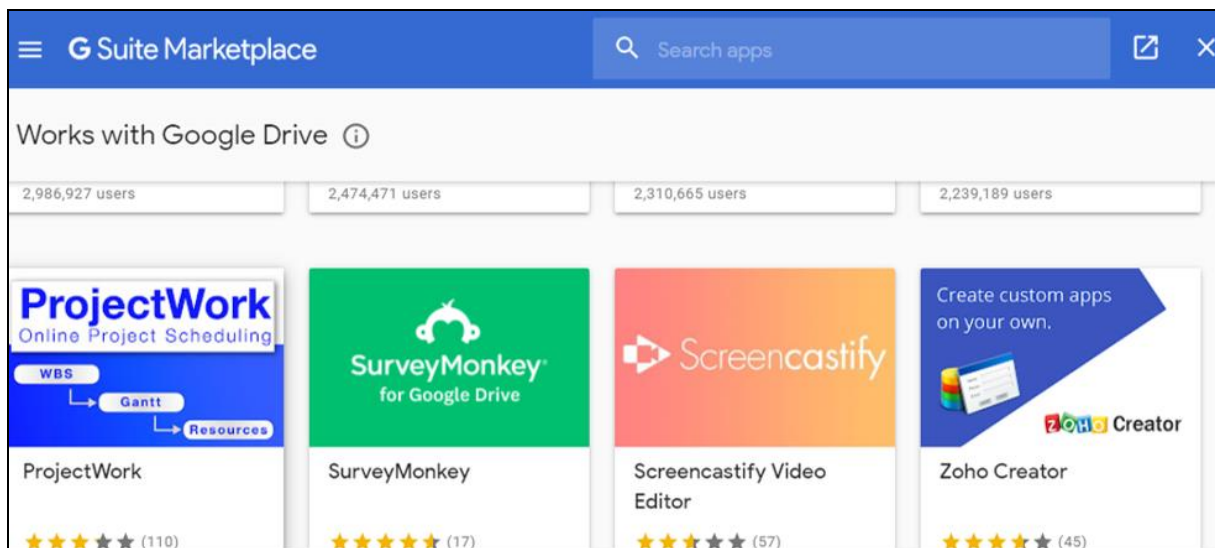 G Suite Marketplace
Search apps
Works with Google Drive
2,986,927 users
2,474,471 users
2,310,665 users
2,239,189 users
ProjectWork
Online Project Scheduling
WBS
Gantt
Resources
ProjectWork
(110)
SurveyMonkey
for Google Drive
SurveyMonkey
(17)
Screencastify
Screencastify Video
Editor
(57)
Create custom apps
on your own.
ZOHO Creator
Zoho Creator
(45)